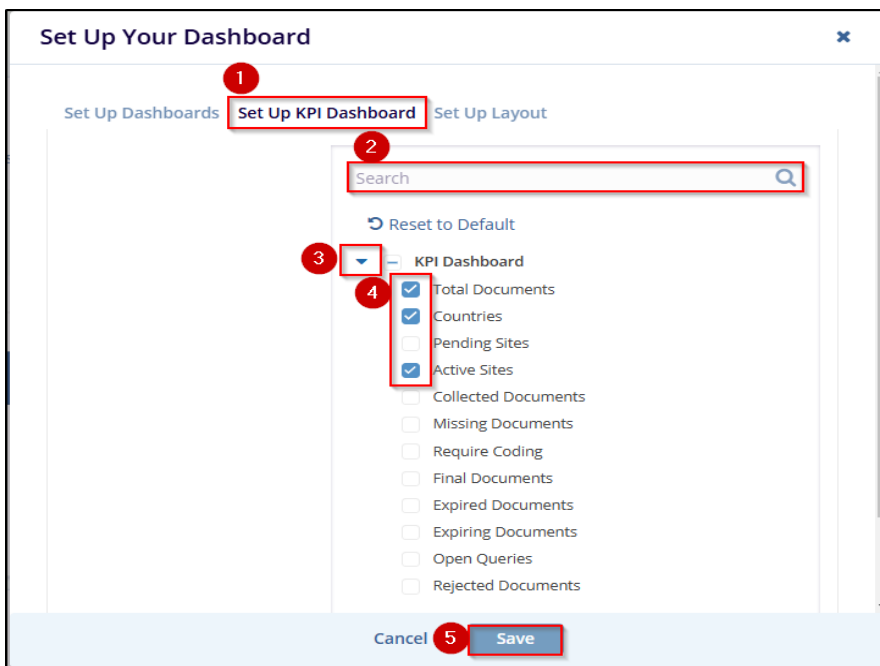 Set Up Your Dashboard
1
Set Up Dashboards Set Up KPI Dashboard Set Up Layout
2
Search
Reset to Default
3 KPI Dashboard
4 Total Documents
Countries
Pending Sites
Active Sites
Collected Documents
Missing Documents
Require Coding
Final Documents
Expired Documents
Expiring Documents
Open Queries
Rejected Documents
Cancel 5 Save